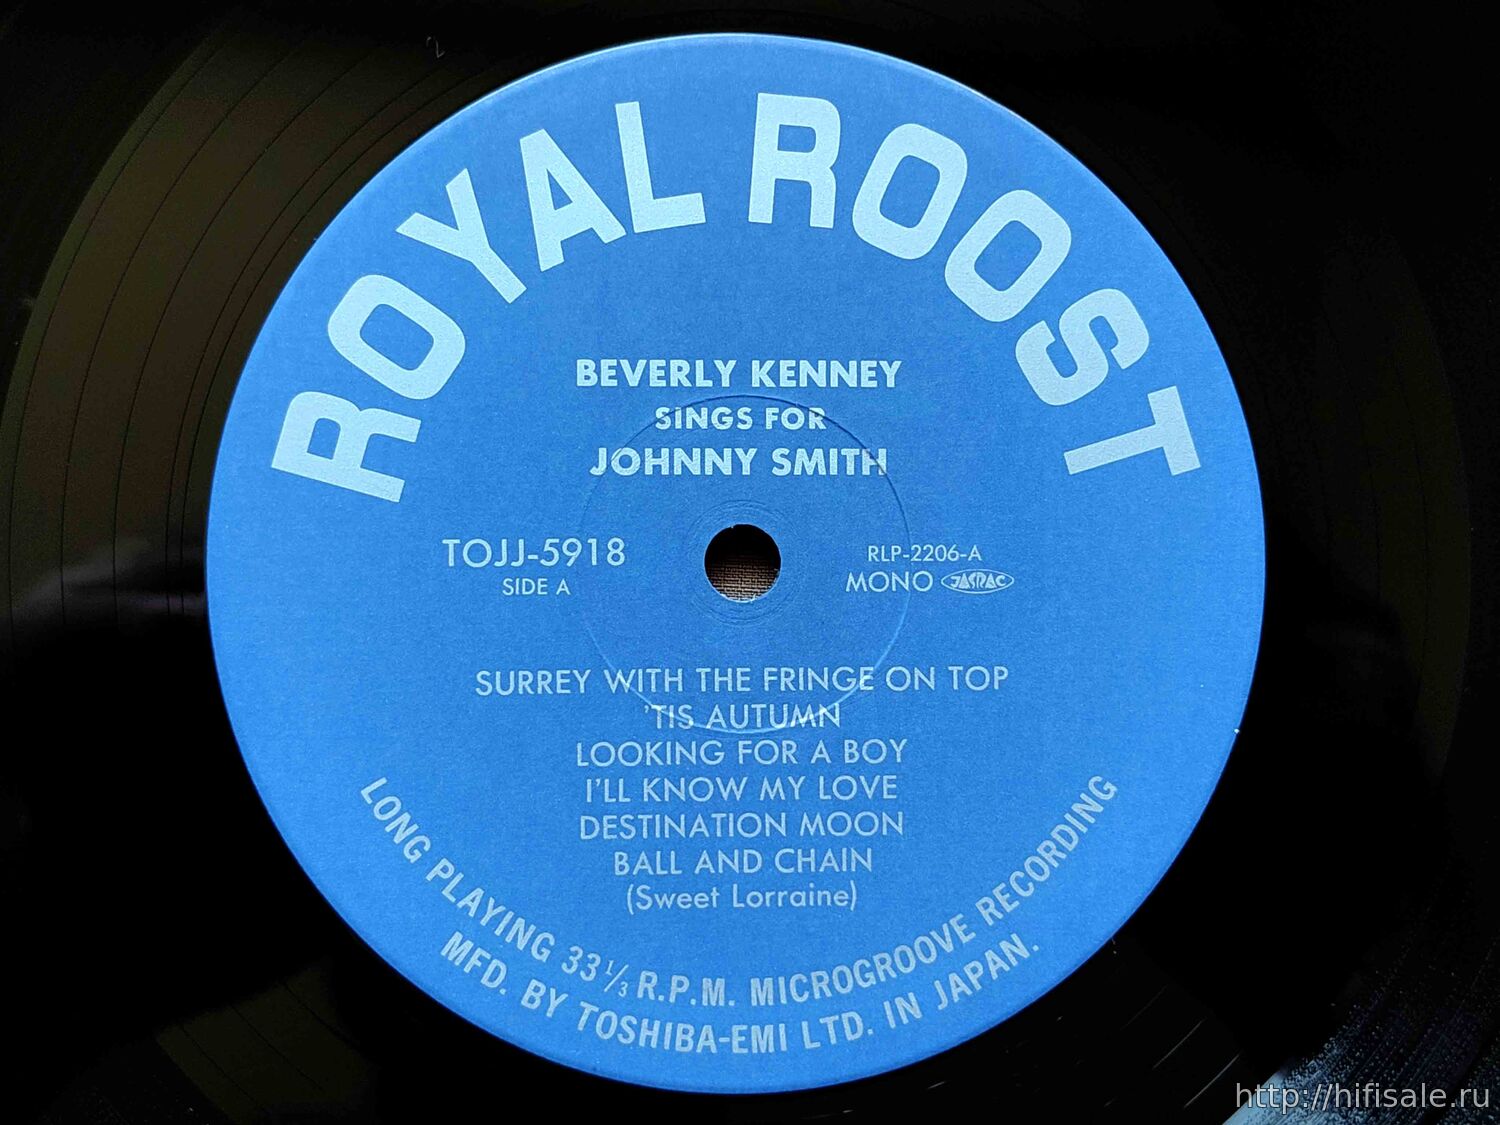 ROYAL ROOST
BEVERLY KENNEY
SINGS FOR
JOHNNY SMITH
TOJJ-5918
SIDE A
RLP-2206-A
MONO JASRAC
SURREY WITH THE FRINGE ON TOP
'TIS AUTUMN
LOOKING FOR A BOY
I'LL KNOW MY LOVE
DESTINATION MOON
BALL AND CHAIN
(Sweet Lorraine)
LONG PLAYING 33 1/3 R.P.M. MICROGROOVE RECORDING
MFD. BY TOSHIBA-EMI LTD. IN JAPAN.
http://hifisale.ru